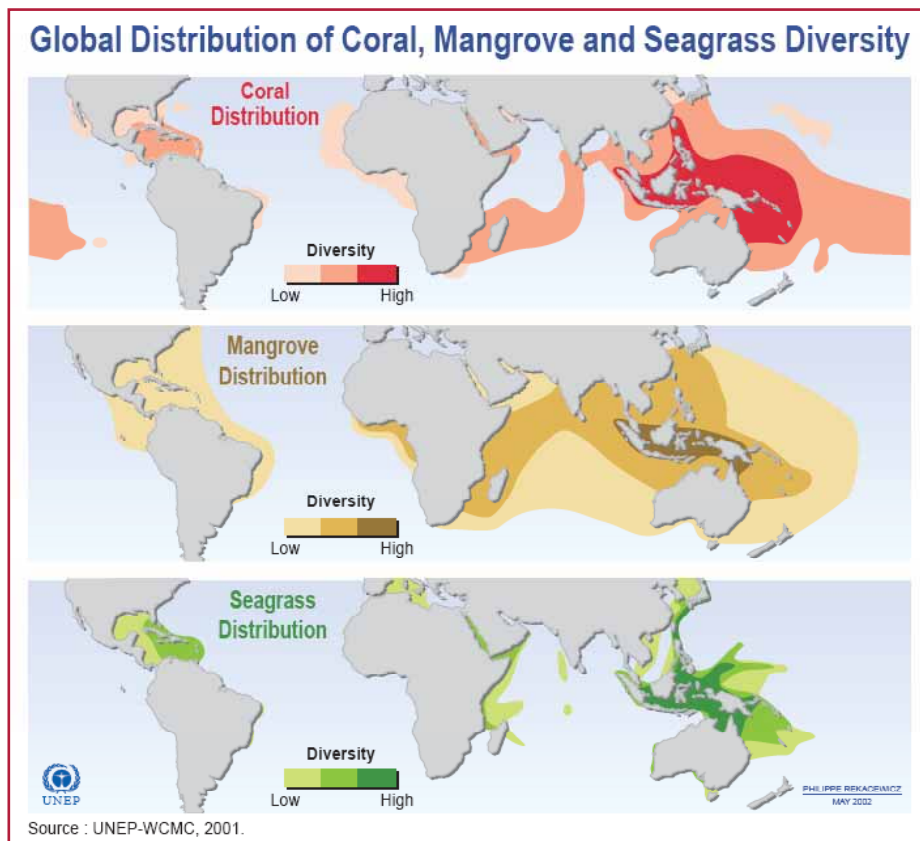 Global Distribution of Coral, Mangrove and Seagrass Diversity
Coral
Distribution
Diversity
Low High
Mangrove
Distribution
Diversity
Low High
Seagrass
Distribution
Diversity
Low High
UNEP
PHILIPPE REKACEWICZ
MAY 2002
Source : UNEP-WCMC, 2001.